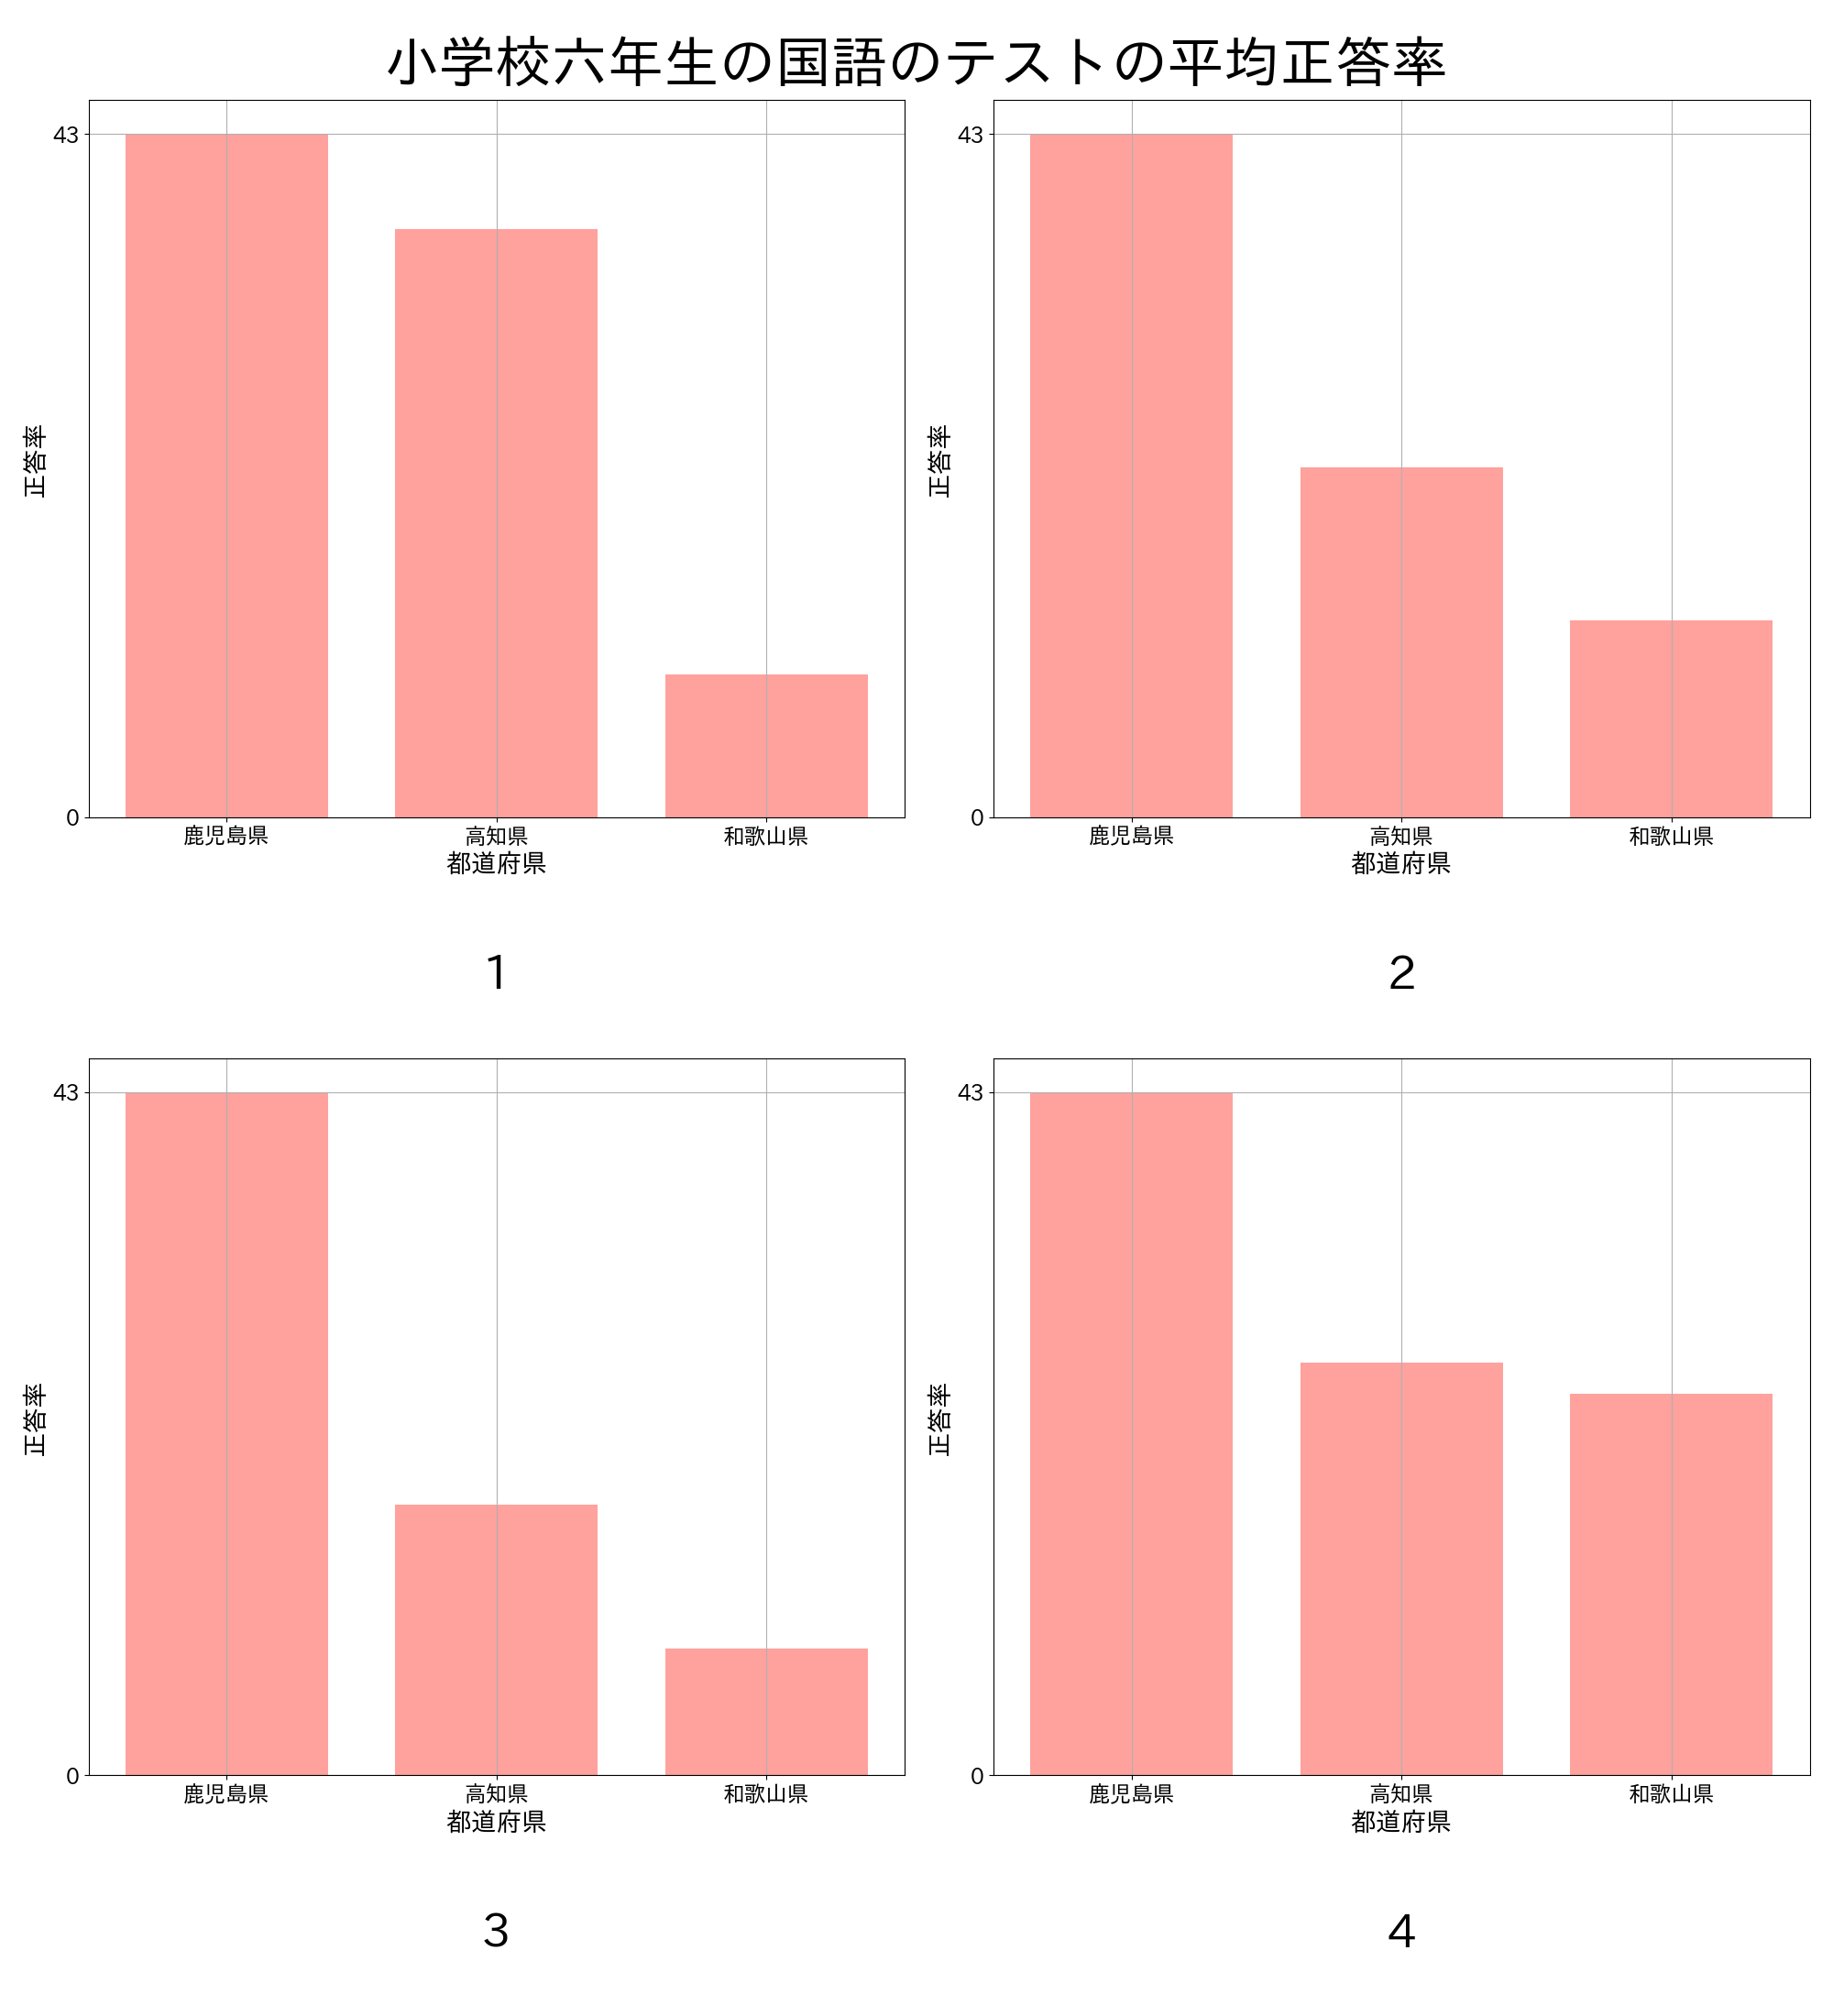 小学校六年生の国語のテストの平均正答率
43
正答率
0
鹿児島県 高知県 和歌山県
都道府県
1
43
正答率
0
鹿児島県 高知県 和歌山県
都道府県
2
43
正答率
0
鹿児島県 高知県 和歌山県
都道府県
3
43
正答率
0
鹿児島県 高知県 和歌山県
都道府県
4